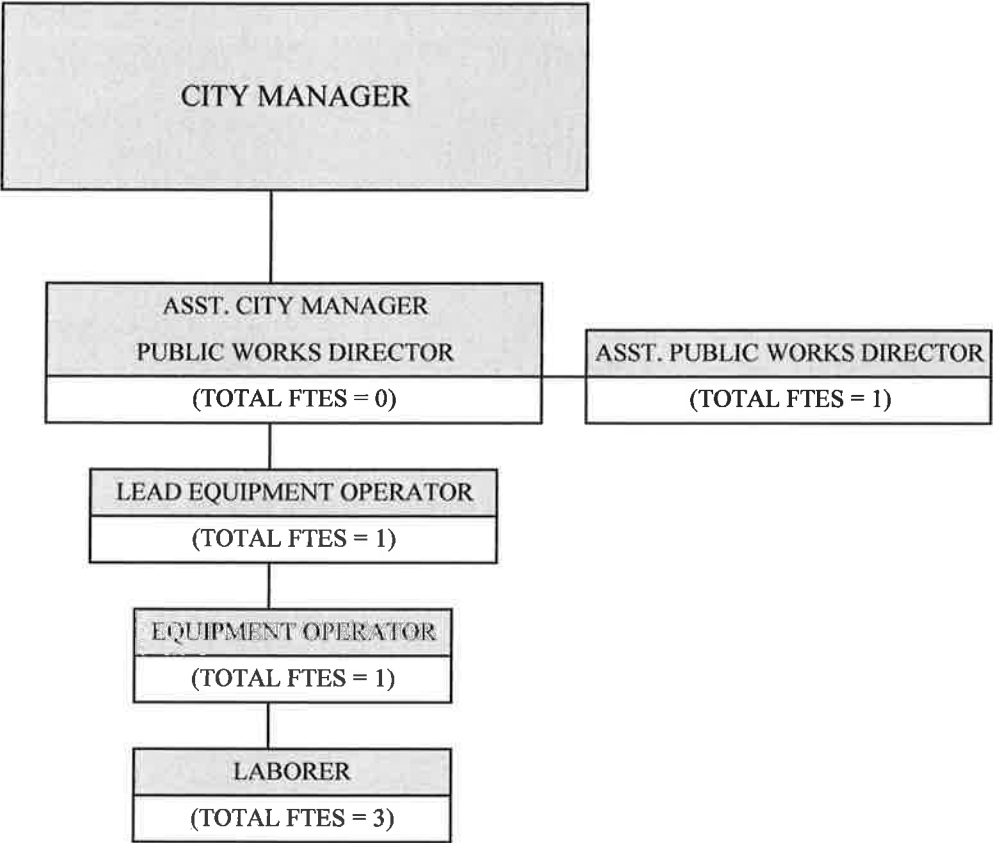 CITY MANAGER
ASST. CITY MANAGER
PUBLIC WORKS DIRECTOR
(TOTAL FTES = 0)
ASST. PUBLIC WORKS DIRECTOR
(TOTAL FTES = 1)
LEAD EQUIPMENT OPERATOR
(TOTAL FTES = 1)
EQUIPMENT OPERATOR
(TOTAL FTES = 1)
LABORER
(TOTAL FTES = 3)